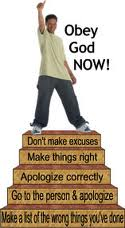 Obey
God
NOW!
Don't make excuses
Make things right
Apologize correctly
Go to the person & apologize
Make a list of the wrong things you've done